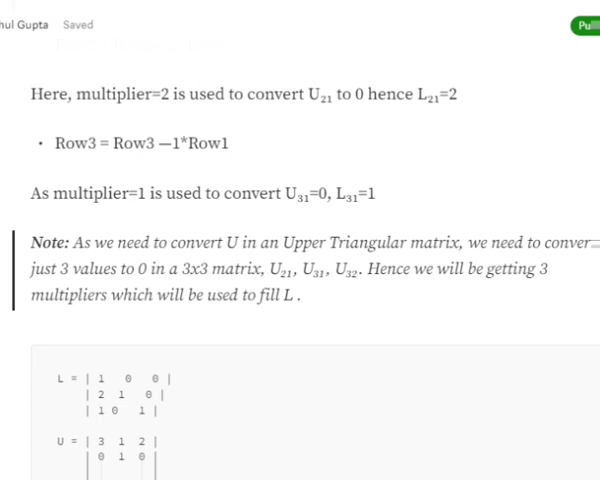 hul Gupta Saved
Here, multiplier=2 is used to convert U₂₁ to 0 hence L₂₁=2
• Row3 = Row3 —1*Row1
As multiplier=1 is used to convert U₃₁=0, L₃₁=1
Note: As we need to convert U in an Upper Triangular matrix, we need to conver
just 3 values to 0 in a 3x3 matrix, U₂₁, U₃₁, U₃₂. Hence we will be getting 3
multipliers which will be used to fill L .
L = | 1 0 0 |
| 2 1 0 |
| 1 0 1 |
U = | 3 1 2 |
| 0 1 0 |